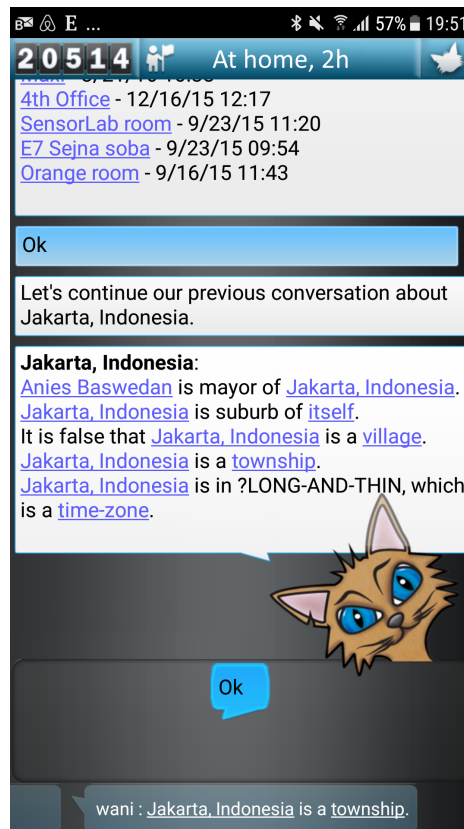 E ... 57% 19:51
20514 At home, 2h
4th Office - 12/16/15 12:17
SensorLab room - 9/23/15 11:20
E7 Sejna soba - 9/23/15 09:54
Orange room - 9/16/15 11:43
Ok
Let's continue our previous conversation about
Jakarta, Indonesia.
Jakarta, Indonesia:
Anies Baswedan is mayor of Jakarta, Indonesia.
Jakarta, Indonesia is suburb of itself.
It is false that Jakarta, Indonesia is a village.
Jakarta, Indonesia is a township.
Jakarta, Indonesia is in ?LONG-AND-THIN, which
is a time-zone.
Ok
wani : Jakarta, Indonesia is a township.